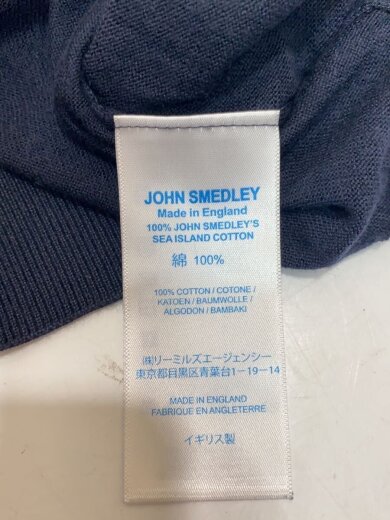 JOHN SMEDLEY
Made in England
100% JOHN SMEDLEY'S
SEA ISLAND COTTON
綿 100%
100% COTTON / COTONE /
KATOEN / BAUMWOLLE /
ALGODON / BAMBAKI
㈱リーミルズエージェンシー
東京都目黒区青葉台1-19-14
MADE IN ENGLAND
FABRIQUE EN ANGLETERRE
イギリス製